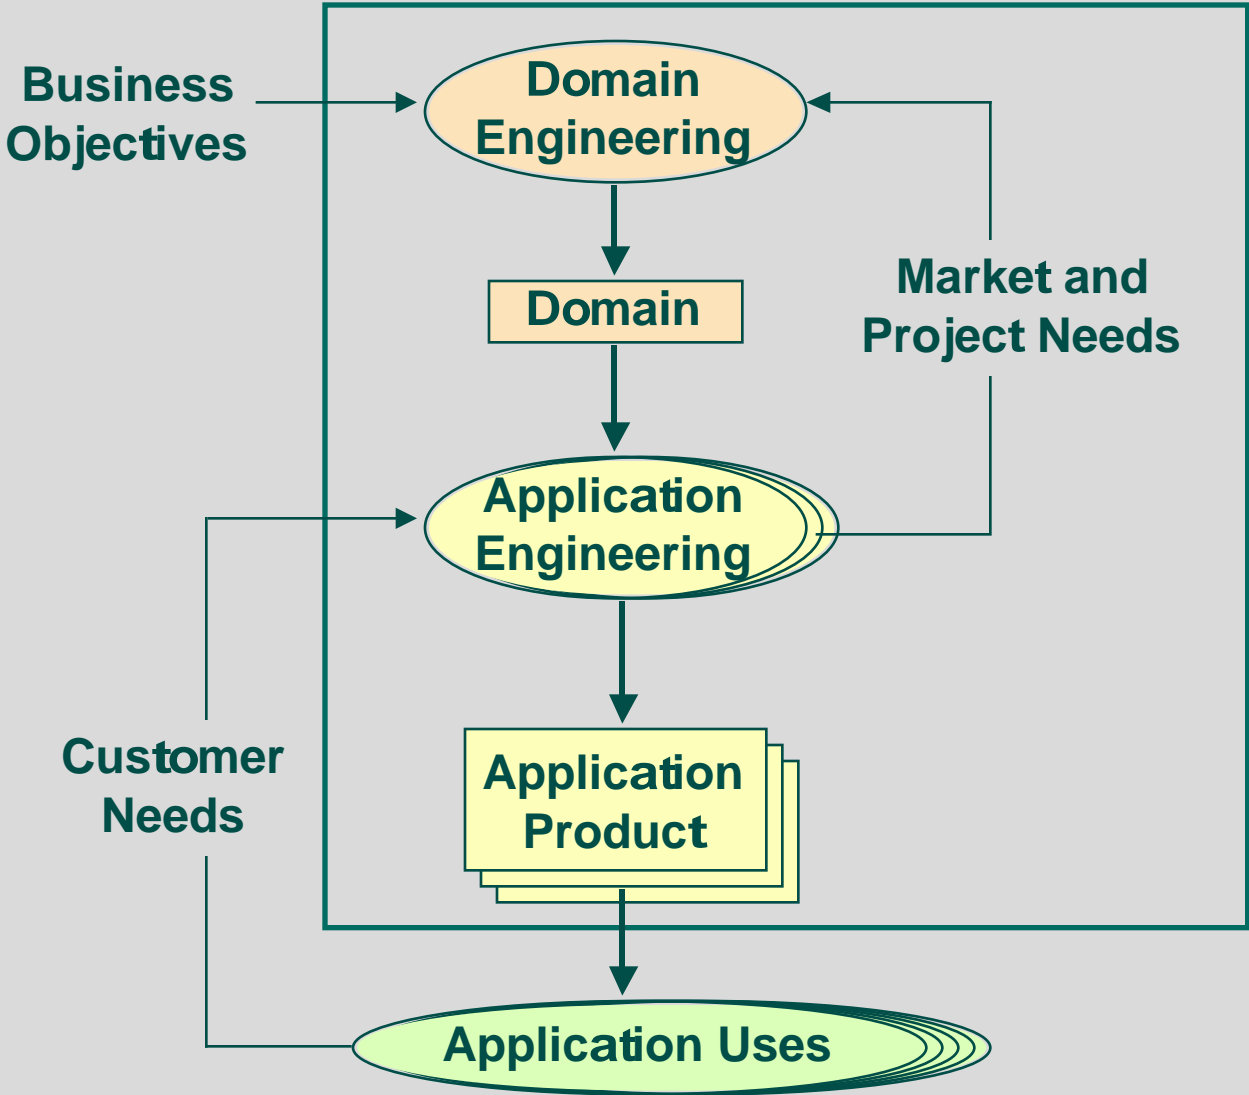 Business
Objectives
Domain
Engineering
Domain
Market and
Project Needs
Application
Engineering
Customer
Needs
Application
Product
Application Uses